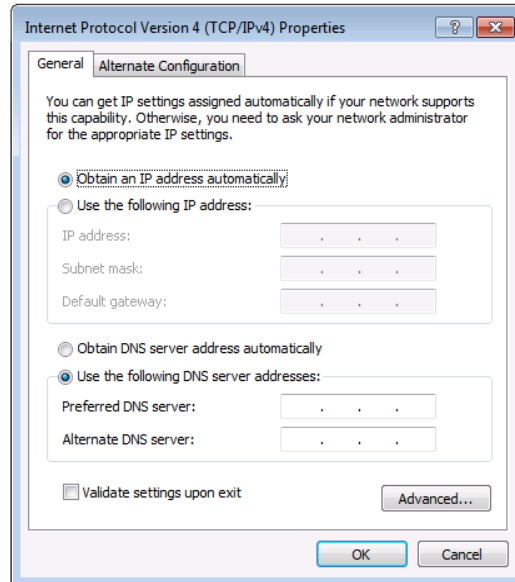 Internet Protocol Version 4 (TCP/IPv4) Properties
General
Alternate Configuration
You can get IP settings assigned automatically if your network supports
this capability. Otherwise, you need to ask your network administrator
for the appropriate IP settings.
Obtain an IP address automatically
Use the following IP address:
IP address:
Subnet mask:
Default gateway:
Obtain DNS server address automatically
Use the following DNS server addresses:
Preferred DNS server:
Alternate DNS server:
Validate settings upon exit
Advanced...
OK
Cancel